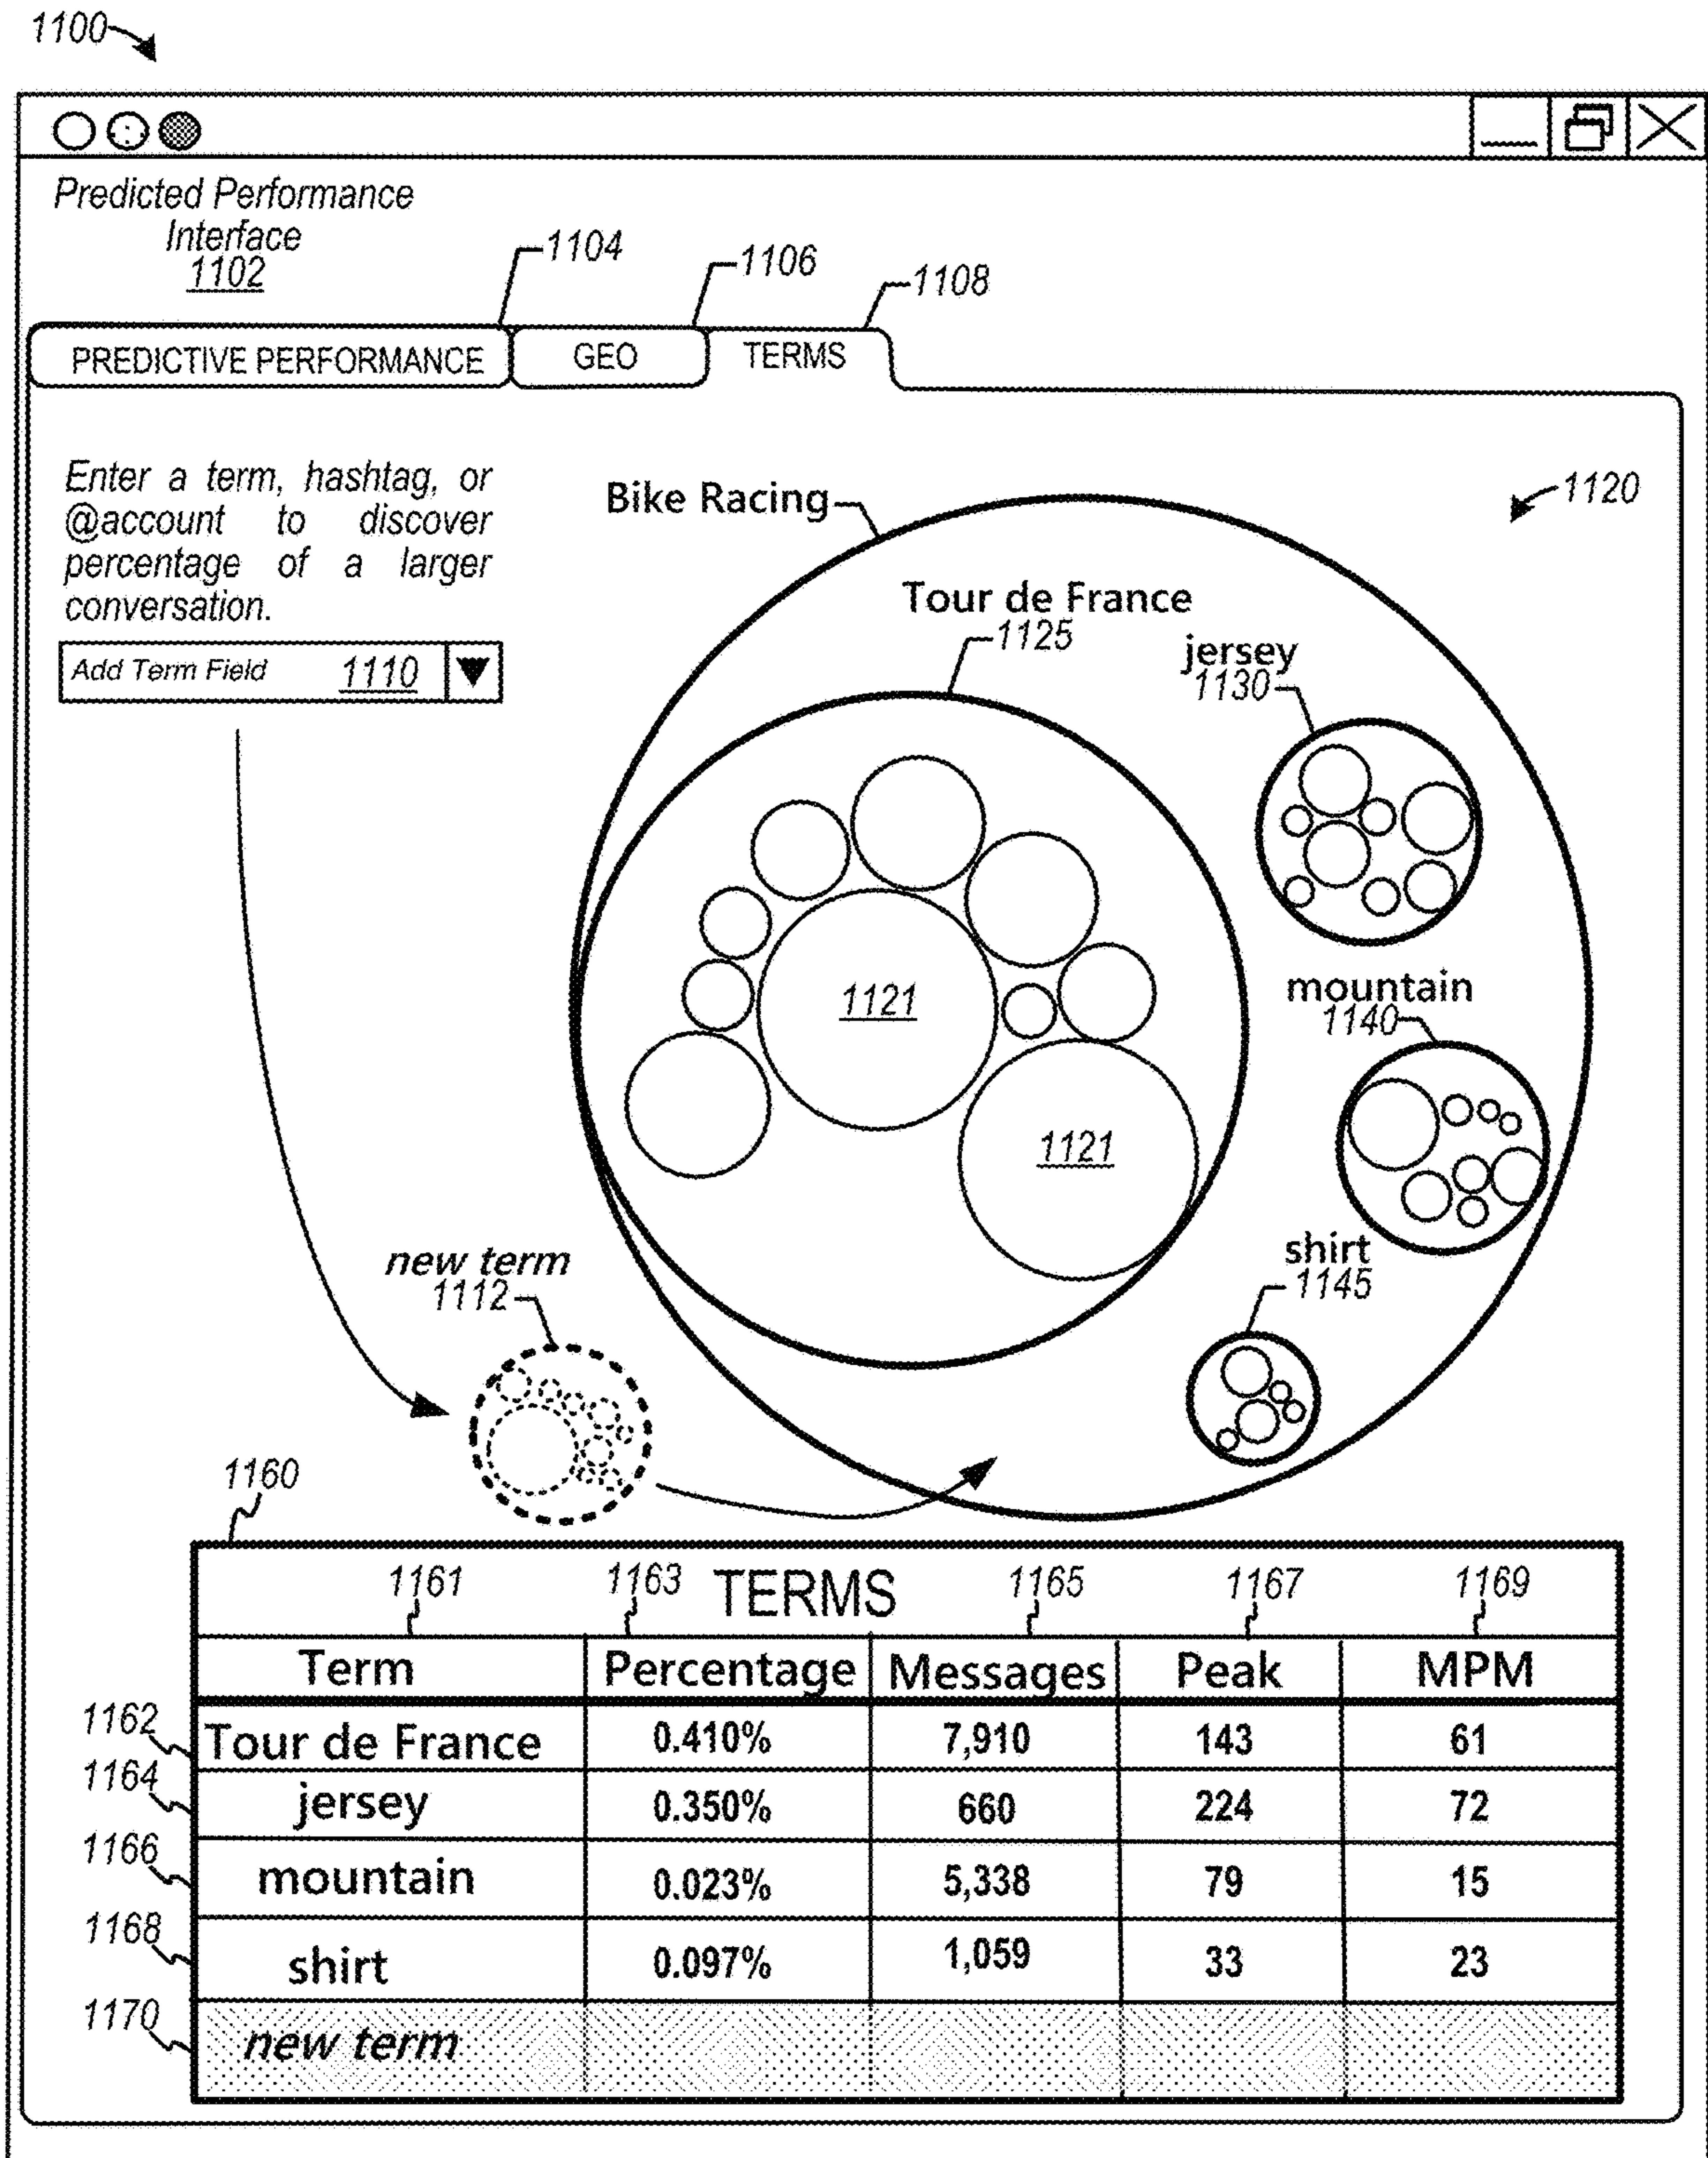 1100
Predicted Performance
Interface
1102
1104
1106
1108
PREDICTIVE PERFORMANCE
GEO
TERMS
Enter a term, hashtag, or
@account to discover
percentage of a larger
conversation.
Add Term Field 1110
1120
Bike Racing
Tour de France
1125
jersey
1130
1121
1121
mountain
1140
shirt
1145
new term
1112
1160
1161 1163 TERMS 1165 1167 1169
Term Percentage Messages Peak MPM
1162 Tour de France 0.410% 7,910 143 61
1164 jersey 0.350% 660 224 72
1166 mountain 0.023% 5,338 79 15
1168 shirt 0.097% 1,059 33 23
1170 new term